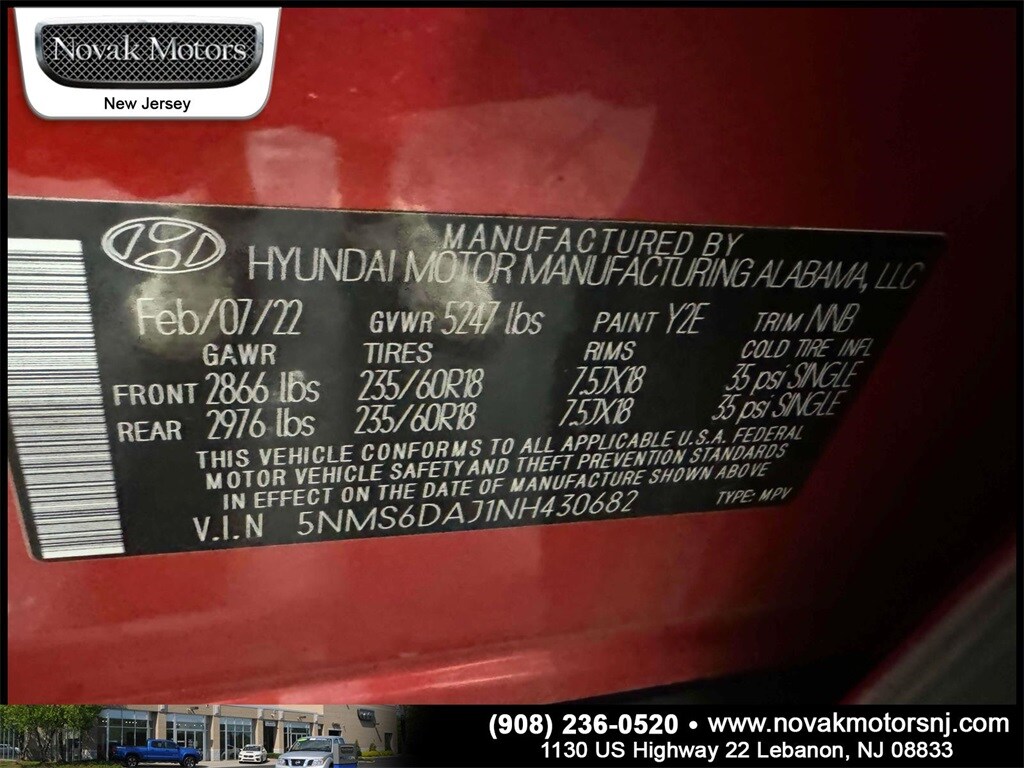 Novak Motors
New Jersey
MANUFACTURED BY
HYUNDAI MOTOR MANUFACTURING ALABAMA, LLC
Feb/07/22 GVWR 5247 lbs PAINT Y2E TRIM NNB
GAWR TIRES RIMS COLD TIRE INFL
FRONT 2866 lbs 235/60R18 7.5JX18 35 psi SINGLE
REAR 2976 lbs 235/60R18 7.5JX18 35 psi SINGLE
THIS VEHICLE CONFORMS TO ALL APPLICABLE U.S.A. FEDERAL
MOTOR VEHICLE SAFETY AND THEFT PREVENTION STANDARDS
IN EFFECT ON THE DATE OF MANUFACTURE SHOWN ABOVE
V.I.N 5NMS6DAJ1NH430682 TYPE: MPV
(908) 236-0520 • www.novakmotorsnj.com
1130 US Highway 22 Lebanon, NJ 08833